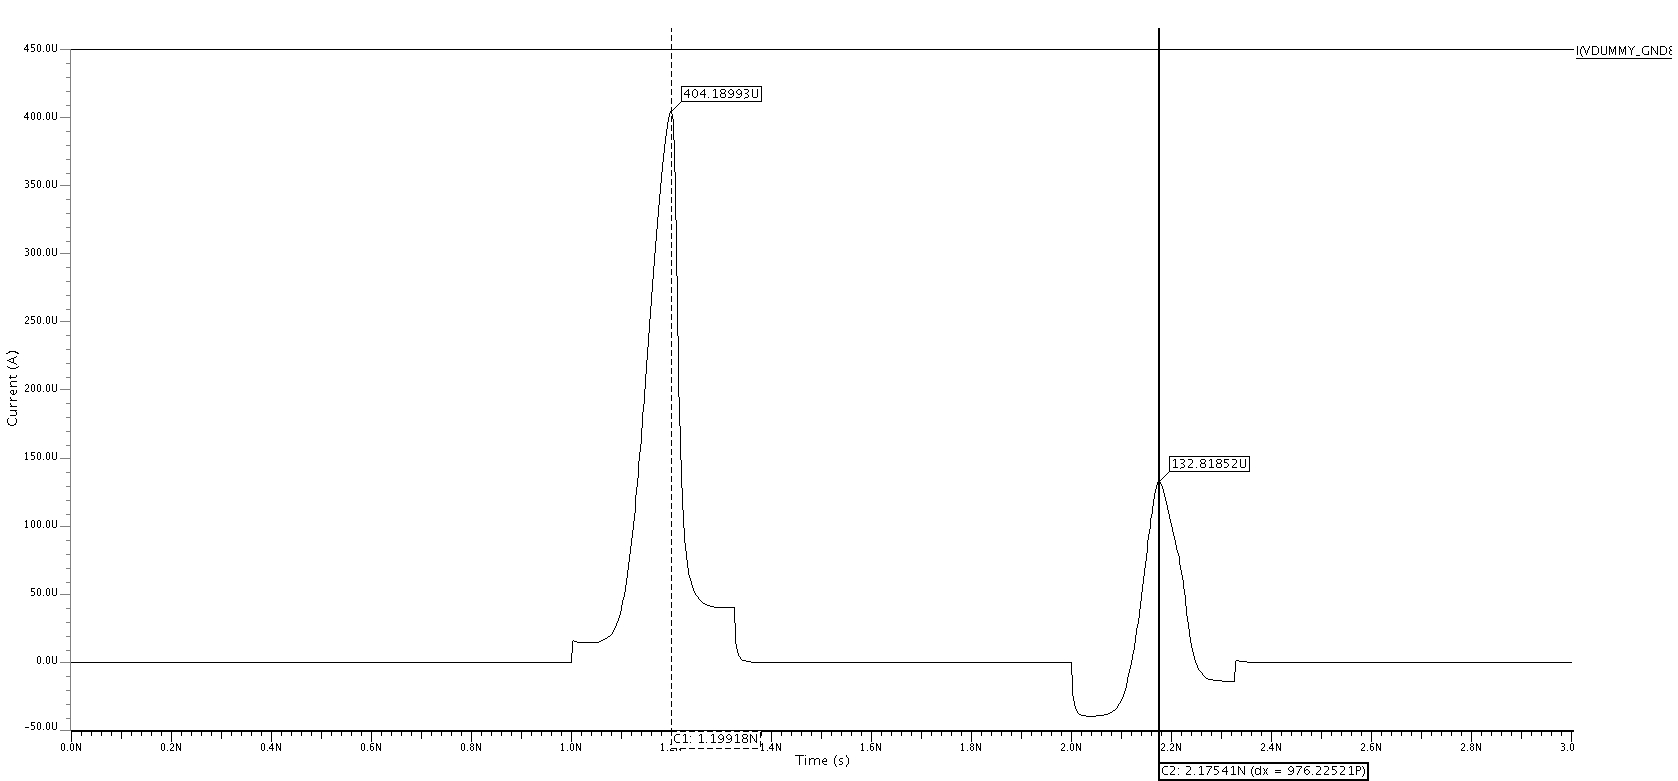 450.0U
I(VDUMMY_GND8
404.18993U
400.0U
350.0U
300.0U
250.0U
200.0U
Current (A)
150.0U
132.81852U
100.0U
50.0U
0.0U
-50.0U
C1: 1.19918N
0.0N 0.2N 0.4N 0.6N 0.8N 1.0N 1.4N 1.6N 1.8N 2.0N 2.2N 2.4N 2.6N 2.8N 3.0
Time (s)
C2: 2.17541N (dx = 976.22521P)